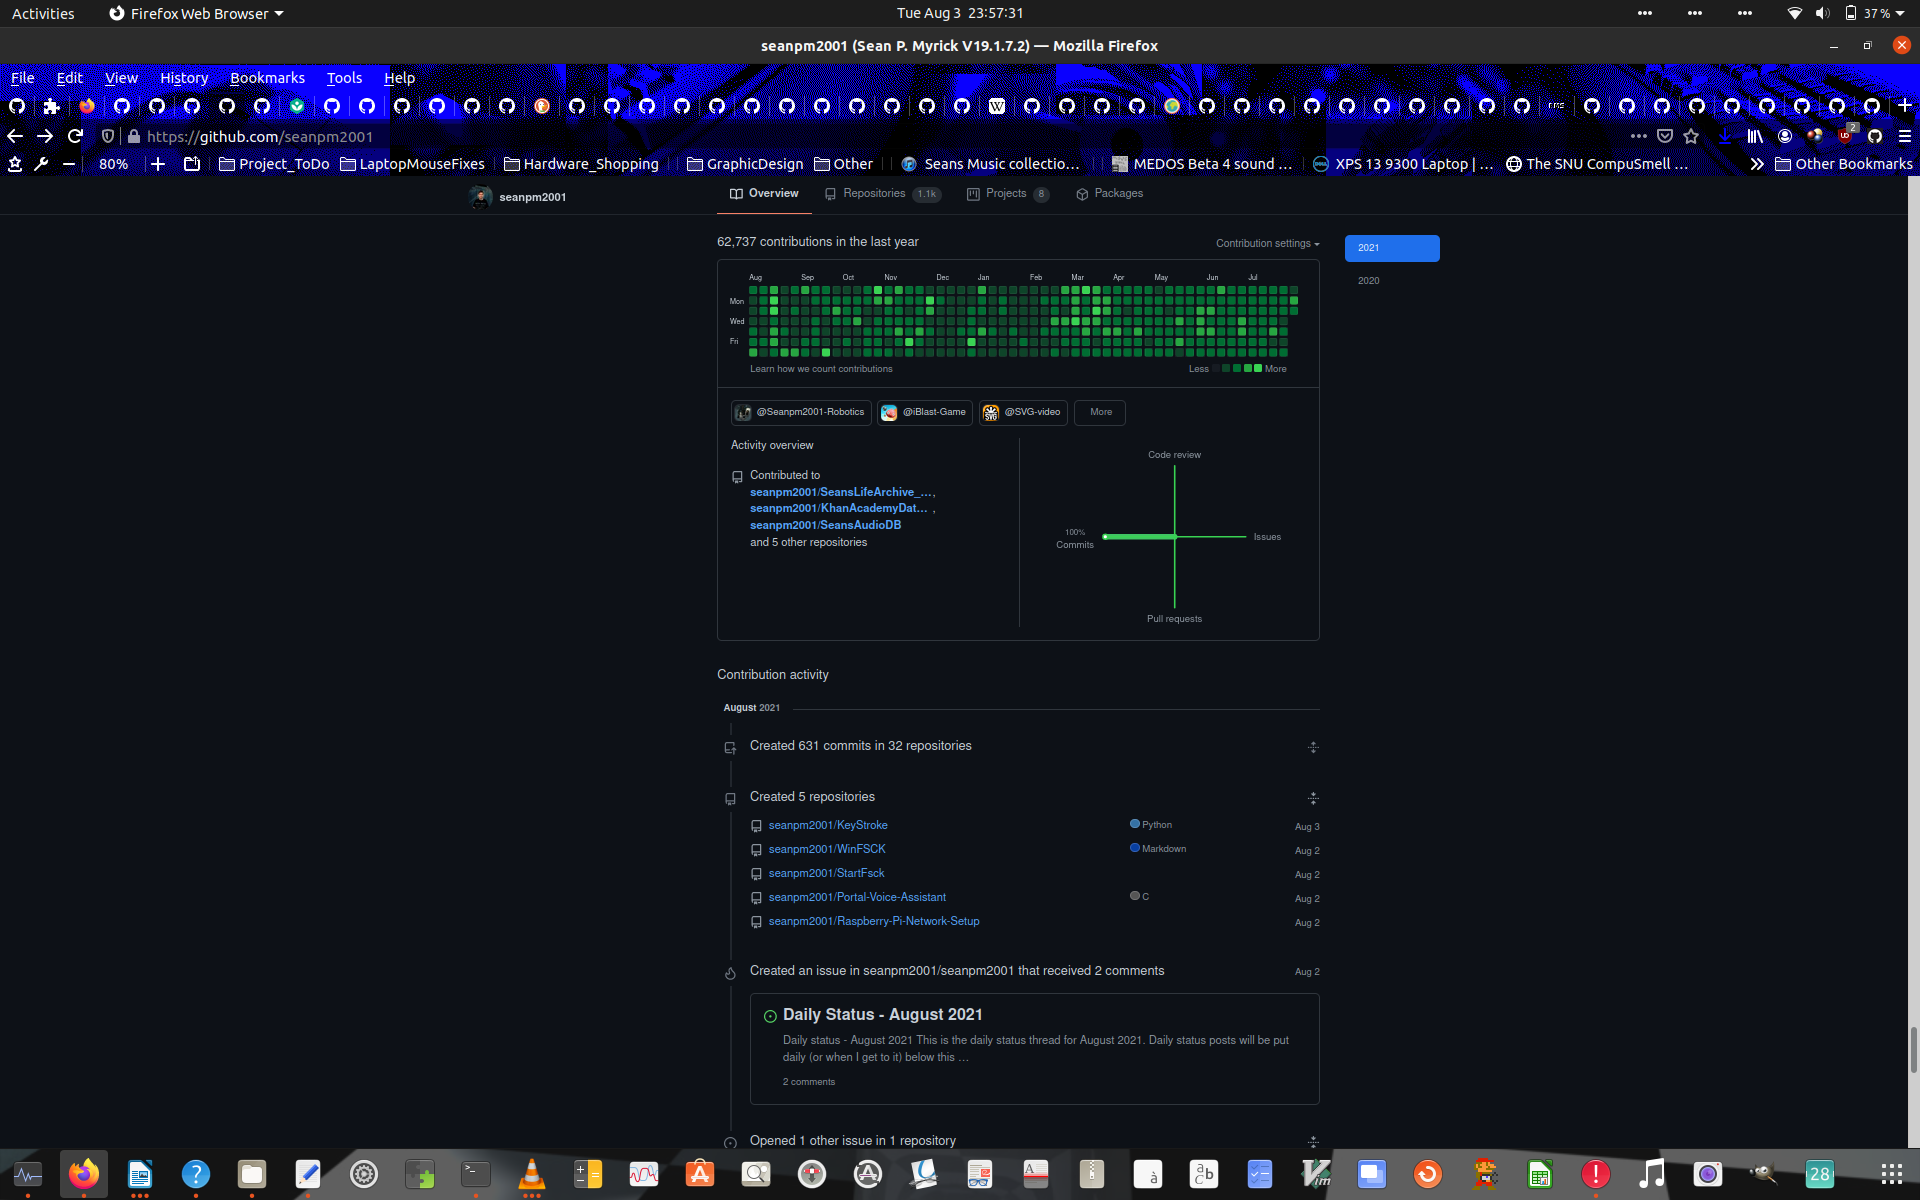 Activities
Firefox Web Browser
Tue Aug 3 23:57:31
37 %
seanpm2001 (Sean P. Myrick V19.1.7.2) — Mozilla Firefox
File Edit View History Bookmarks Tools Help
https://github.com/seanpm2001
2
80%
Project_ToDo
LaptopMouseFixes
Hardware_Shopping
GraphicDesign
Other
Seans Music collectio…
MEDOS Beta 4 sound …
XPS 13 9300 Laptop | …
The SNU CompuSmell …
Other Bookmarks
seanpm2001
Overview
Repositories 1.1k
Projects 8
Packages
62,737 contributions in the last year
Contribution settings
2021
2020
Aug Sep Oct Nov Dec Jan Feb Mar Apr May Jun Jul
Mon
Wed
Fri
Learn how we count contributions
Less
More
@Seanpm2001-Robotics
@iBlast-Game
@SVG-video
More
Activity overview
Contributed to
seanpm2001/SeansLifeArchive_…,
seanpm2001/KhanAcademyDat… ,
seanpm2001/SeansAudioDB
and 5 other repositories
Code review
100%
Commits
Issues
Pull requests
Contribution activity
August 2021
Created 631 commits in 32 repositories
Created 5 repositories
seanpm2001/KeyStroke Python Aug 3
seanpm2001/WinFSCK Markdown Aug 2
seanpm2001/StartFsck Aug 2
seanpm2001/Portal-Voice-Assistant C Aug 2
seanpm2001/Raspberry-Pi-Network-Setup Aug 2
Created an issue in seanpm2001/seanpm2001 that received 2 comments Aug 2
Daily Status - August 2021
Daily status - August 2021 This is the daily status thread for August 2021. Daily status posts will be put
daily (or when I get to it) below this …
2 comments
Opened 1 other issue in 1 repository
28